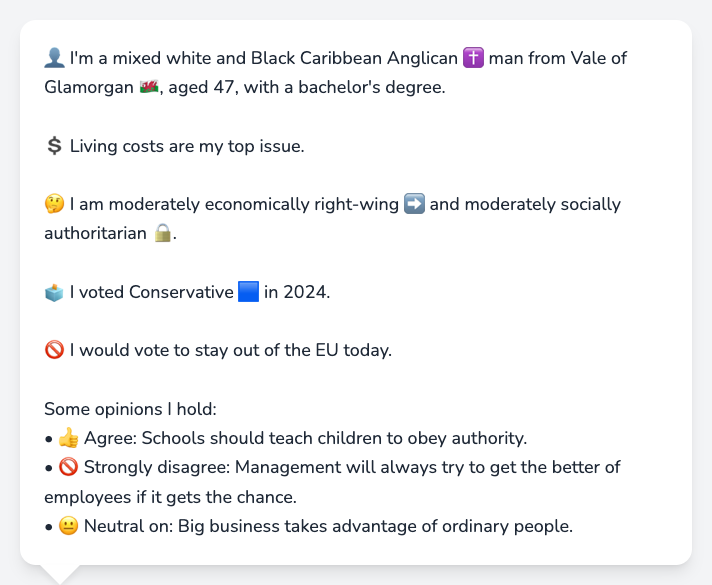 👤 I'm a mixed white and Black Caribbean Anglican ✝️ man from Vale of
Glamorgan 🏴󠁧󠁢󠁷󠁬󠁳󠁿, aged 47, with a bachelor's degree.
💲 Living costs are my top issue.
🤔 I am moderately economically right-wing ➡️ and moderately socially
authoritarian 🔒.
🗳️ I voted Conservative 🟦 in 2024.
🚫 I would vote to stay out of the EU today.
Some opinions I hold:
• 👍 Agree: Schools should teach children to obey authority.
• 🚫 Strongly disagree: Management will always try to get the better of
employees if it gets the chance.
• 😐 Neutral on: Big business takes advantage of ordinary people.